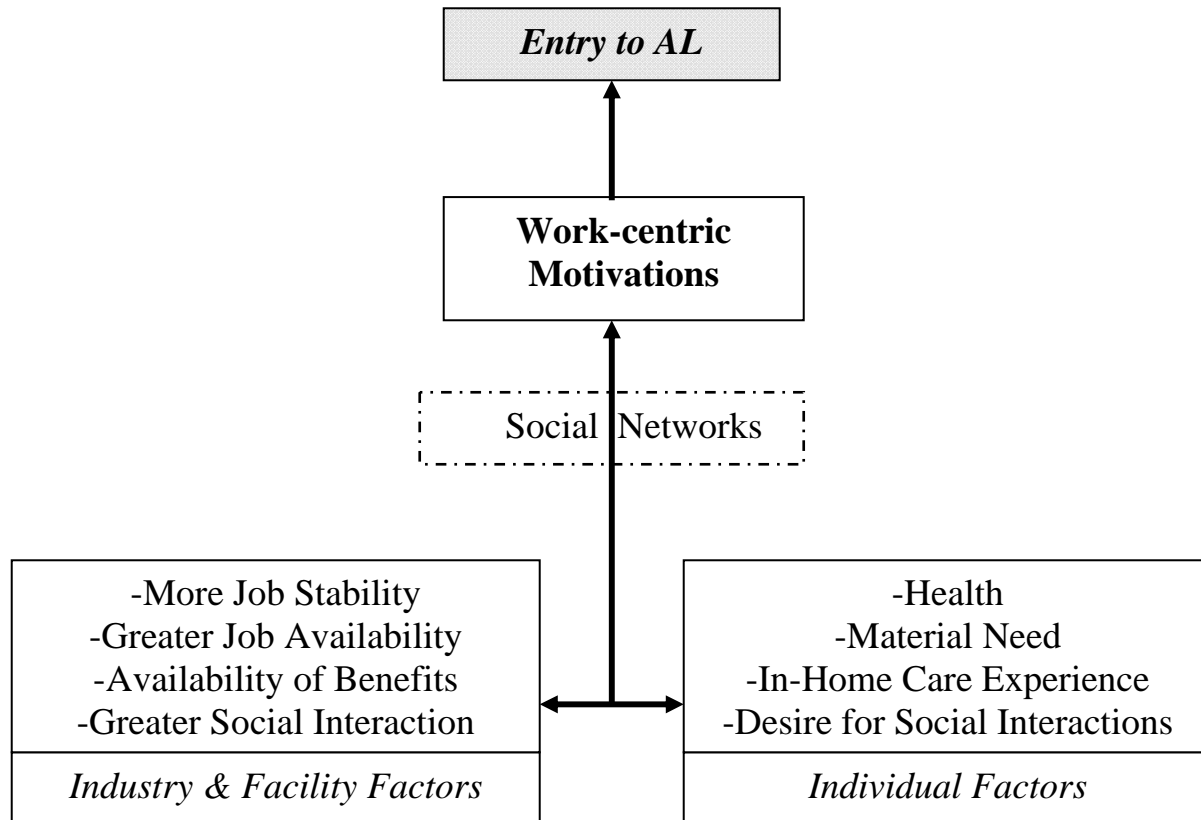 Entry to AL
Work-centric
Motivations
Social Networks
-More Job Stability
-Greater Job Availability
-Availability of Benefits
-Greater Social Interaction
Industry & Facility Factors
-Health
-Material Need
-In-Home Care Experience
-Desire for Social Interactions
Individual Factors